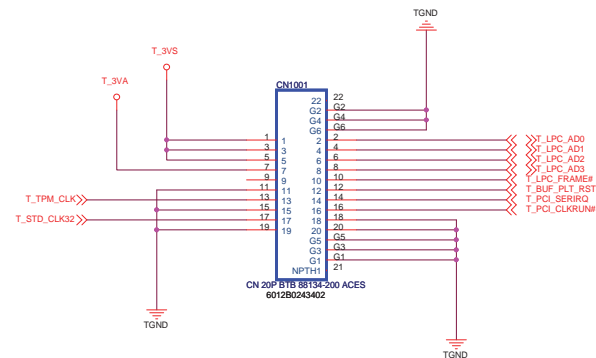 TGND
T_3VS
T_3VA
CN1001
22 22
G2 G2
G4 G4
G6 G6
1 1 2 2 T_LPC_AD0
3 3 4 4 T_LPC_AD1
5 5 6 6 T_LPC_AD2
7 7 8 8 T_LPC_AD3
9 9 10 10 T_LPC_FRAME#
11 11 12 12 T_BUF_PLT_RST
T_TPM_CLK 13 13 14 14 T_PCI_SERIRQ
15 15 16 16 T_PCI_CLKRUN#
T_STD_CLK32 17 17 18 18
19 19 20 20
G5 G5
G3 G3
G1 G1
NPTH1 21
CN 20P BTB 88134-200 ACES
6012B0243402
TGND
TGND